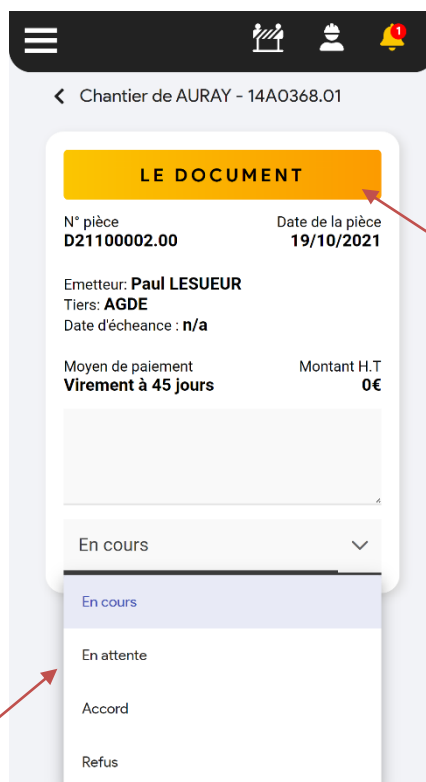 1
Chantier de AURAY - 14A0368.01
LE DOCUMENT
N° pièce Date de la pièce
D21100002.00 19/10/2021
Emetteur: Paul LESUEUR
Tiers: AGDE
Date d'écheance : n/a
Moyen de paiement Montant H.T
Virement à 45 jours 0€
En cours
En cours
En attente
Accord
Refus